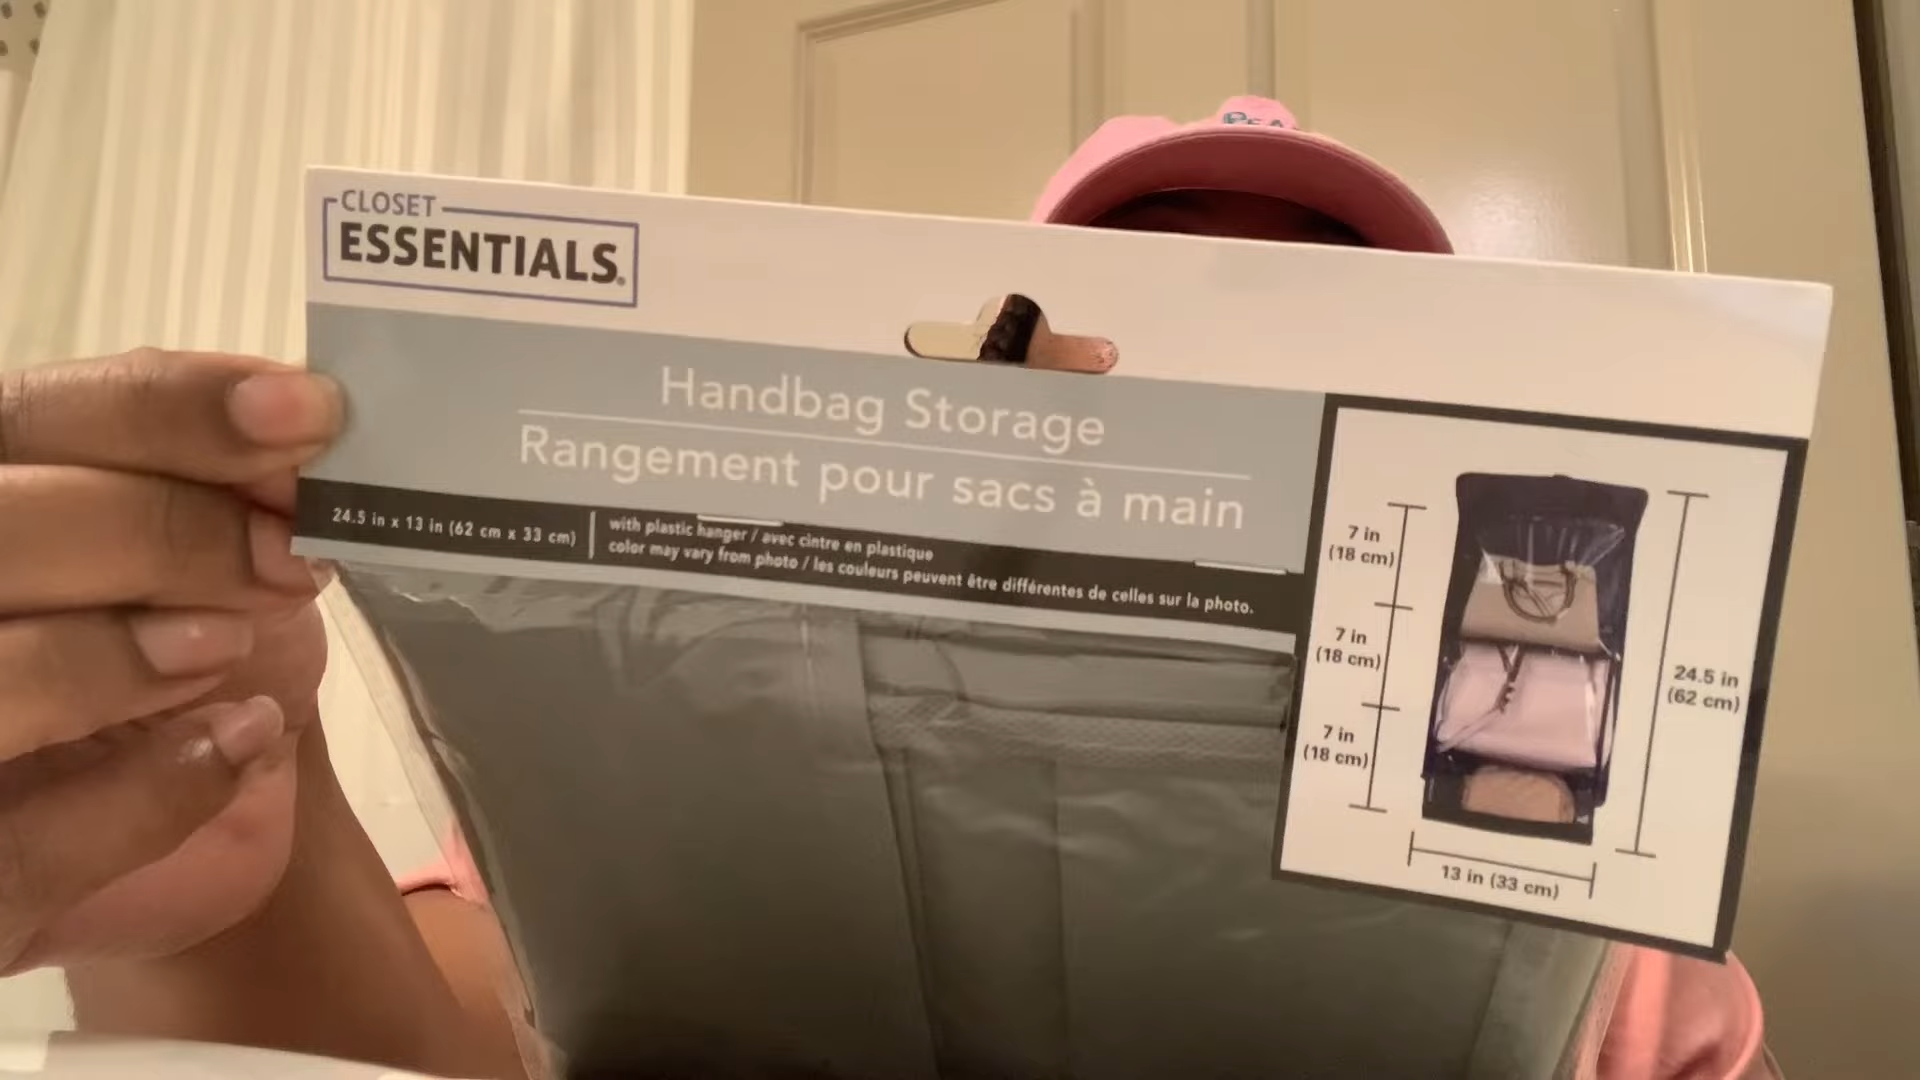 CLOSET
ESSENTIALS®
Handbag Storage
Rangement pour sacs à main
24.5 in x 13 in (62 cm x 33 cm)
with plastic hanger / avec cintre en plastique
color may vary from photo / les couleurs peuvent être différentes de celles sur la photo.
7 in
(18 cm)
7 in
(18 cm)
7 in
(18 cm)
24.5 in
(62 cm)
13 in (33 cm)